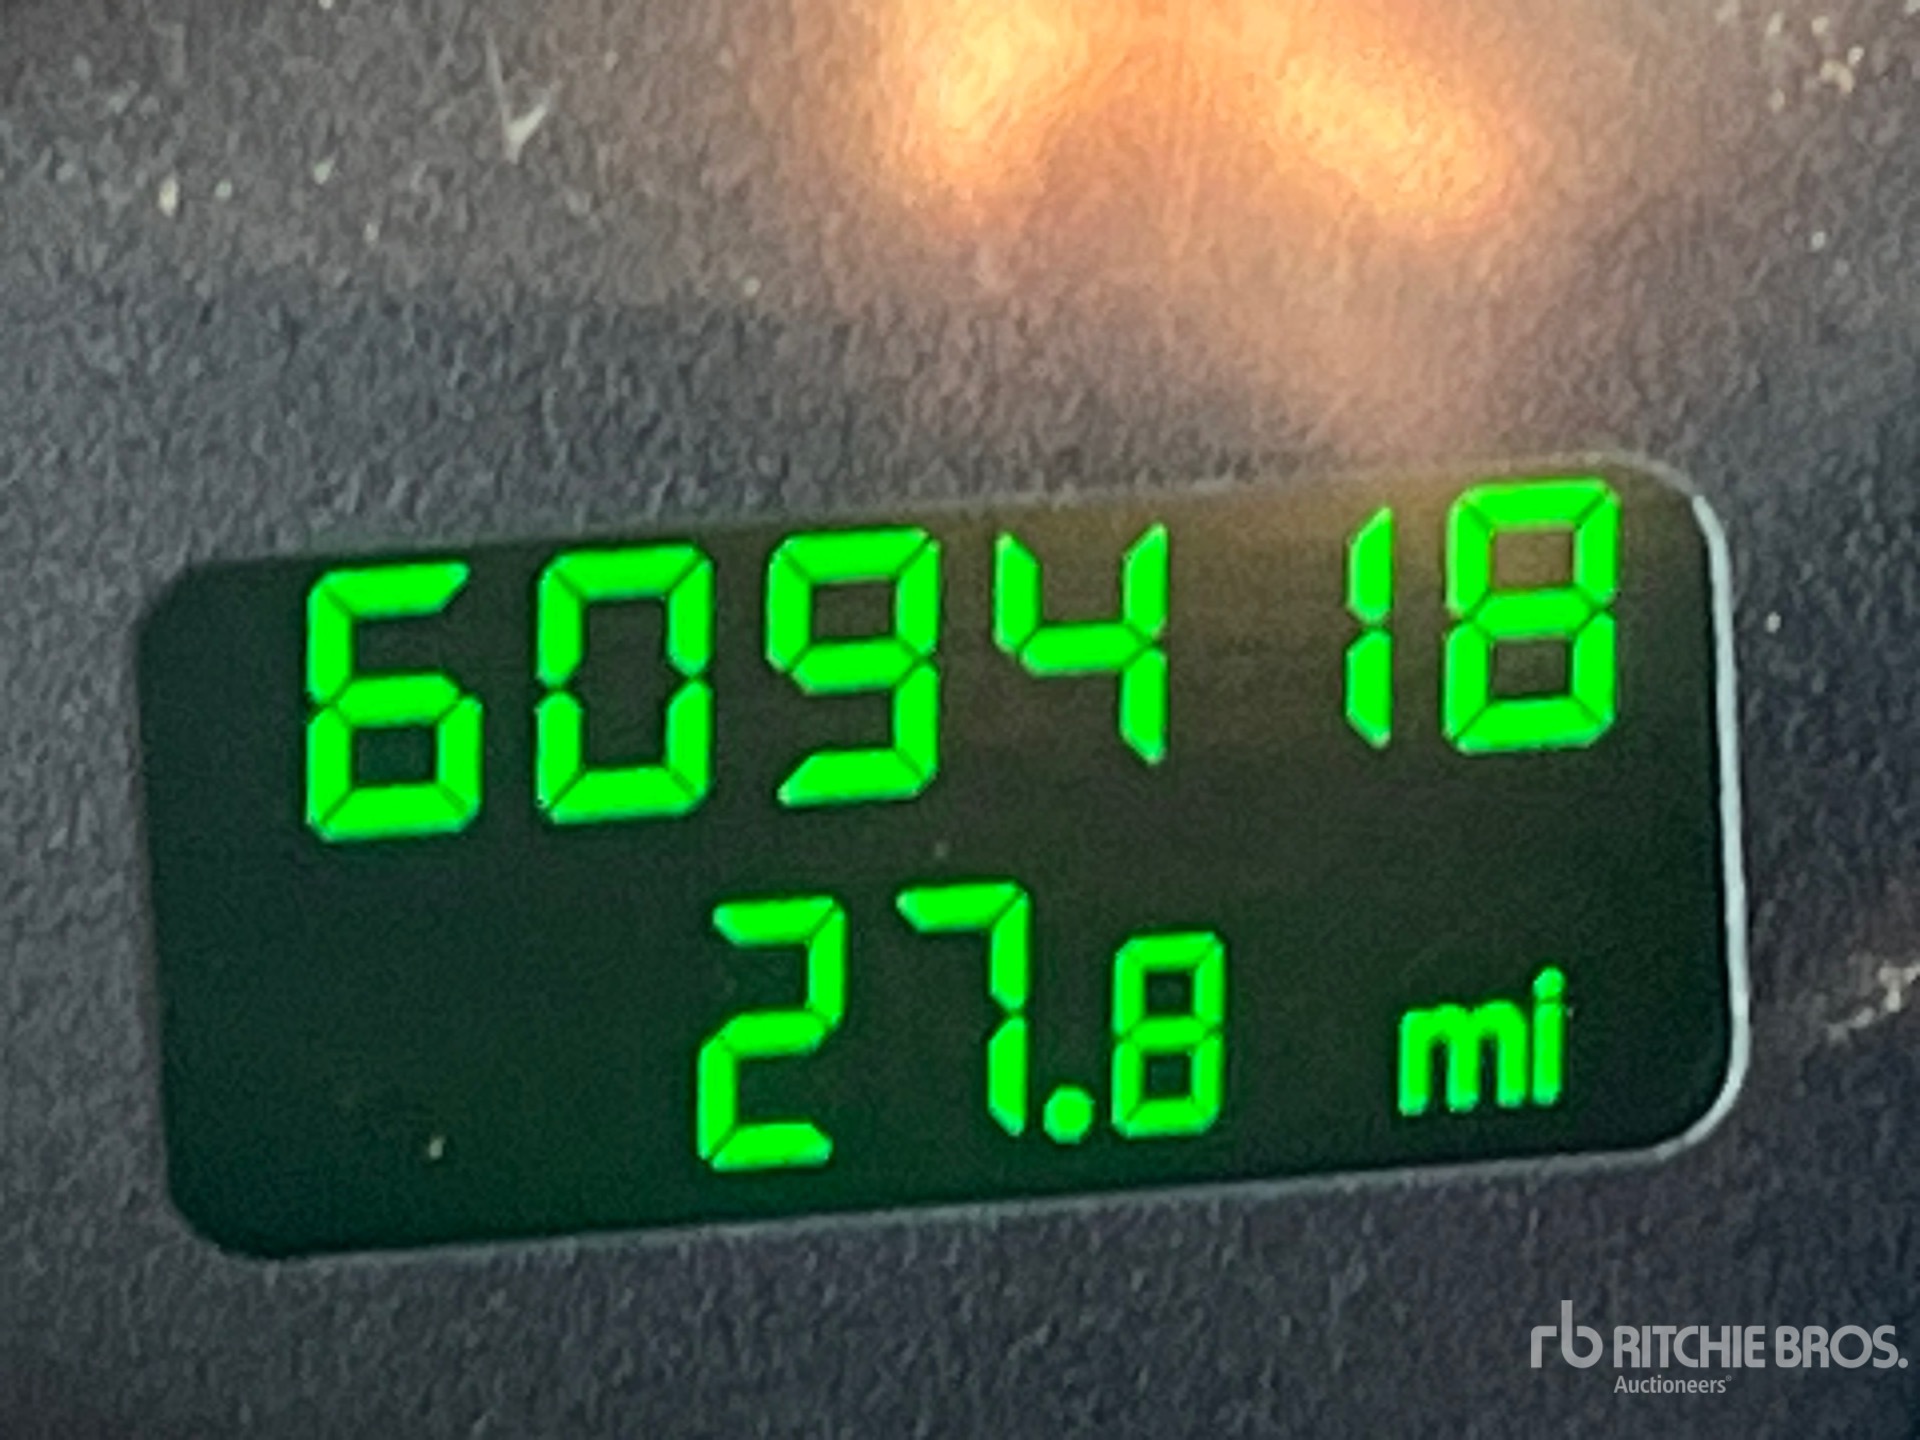 609418
27.8 mi
rb RITCHIE BROS.
Auctioneers®